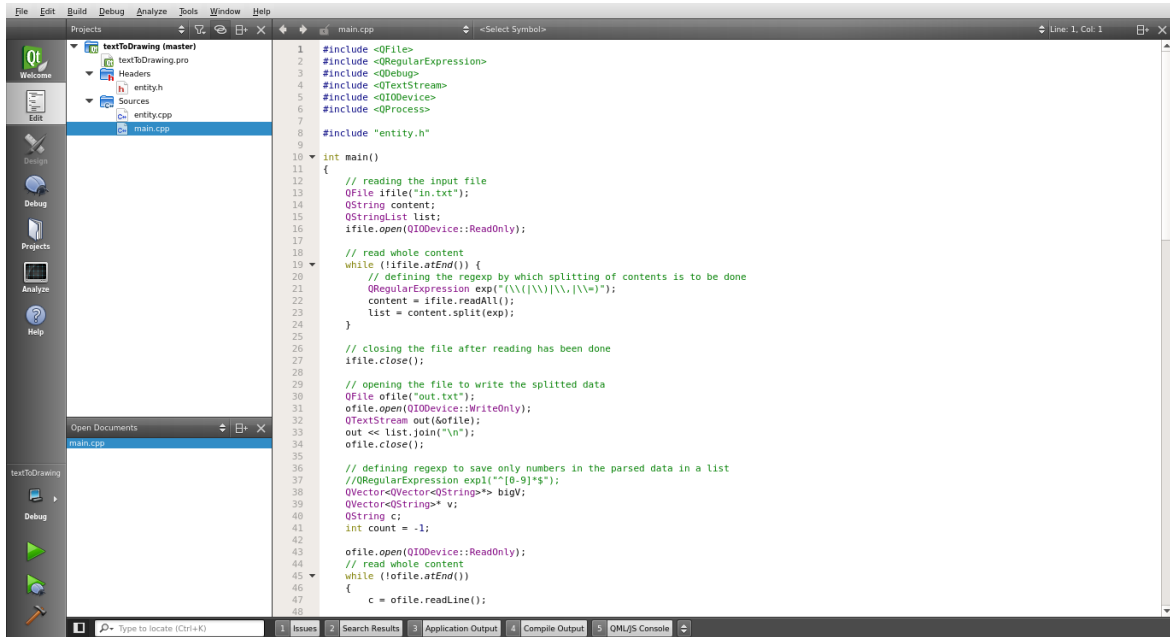 File Edit Build Debug Analyze Tools Window Help
Projects
main.cpp
<Select Symbol>
Line: 1, Col: 1
Qt
Welcome
Edit
Design
Debug
Projects
Analyze
Help
textToDrawing
Debug
textToDrawing (master)
textToDrawing.pro
Headers
entity.h
Sources
entity.cpp
main.cpp
Open Documents
main.cpp
1 #include <QFile>
2 #include <QRegularExpression>
3 #include <QDebug>
4 #include <QTextStream>
5 #include <QIODevice>
6 #include <QProcess>
7
8 #include "entity.h"
9
10 int main()
11 {
12 // reading the input file
13 QFile ifile("in.txt");
14 QString content;
15 QStringList list;
16 ifile.open(QIODevice::ReadOnly);
17
18 // read whole content
19 while (!ifile.atEnd()) {
20 // defining the regexp by which splitting of contents is to be done
21 QRegularExpression exp("(\\(|\\)|\\,|\\=)");
22 content = ifile.readAll();
23 list = content.split(exp);
24 }
25
26 // closing the file after reading has been done
27 ifile.close();
28
29 // opening the file to write the splitted data
30 QFile ofile("out.txt");
31 ofile.open(QIODevice::WriteOnly);
32 QTextStream out(&ofile);
33 out << list.join("\n");
34 ofile.close();
35
36 // defining regexp to save only numbers in the parsed data in a list
37 //QRegularExpression exp1("^[0-9]*$");
38 QVector<QVector<QString>*> bigV;
39 QVector<QString>* v;
40 QString c;
41 int count = -1;
42
43 ofile.open(QIODevice::ReadOnly);
44 // read whole content
45 while (!ofile.atEnd())
46 {
47 c = ofile.readLine();
48
Type to locate (Ctrl+K)
1 Issues 2 Search Results 3 Application Output 4 Compile Output 5 QML/JS Console